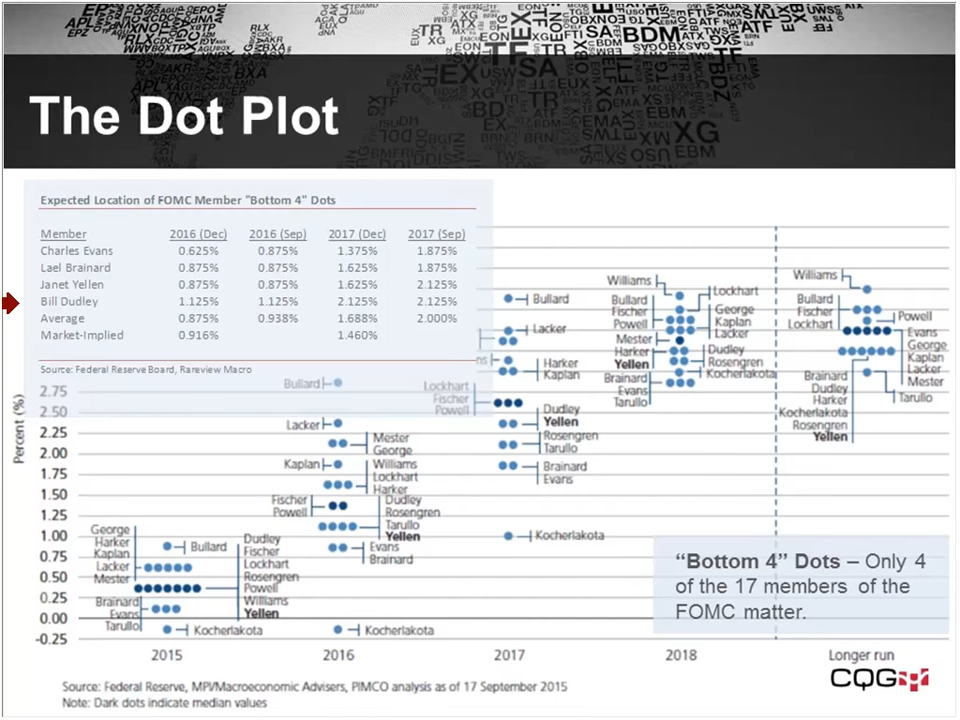 The Dot Plot
Expected Location of FOMC Member "Bottom 4" Dots
Member 2016 (Dec) 2016 (Sep) 2017 (Dec) 2017 (Sep)
Charles Evans 0.625% 0.875% 1.375% 1.875%
Lael Brainard 0.875% 0.875% 1.625% 1.875%
Janet Yellen 0.875% 0.875% 1.625% 2.125%
Bill Dudley 1.125% 1.125% 2.125% 2.125%
Average 0.875% 0.938% 1.688% 2.000%
Market-Implied 0.916% 1.460%
Source: Federal Reserve Board, Rareview Macro
Percent (%)
2.75
2.50
2.25
2.00
1.75
1.50
1.25
1.00
0.75
0.50
0.25
0.00
-0.25
George
Harker
Kaplan
Lacker
Mester
Brainard
Evans
Tarullo
Bullard
Dudley
Fischer
Lockhart
Rosengren
Powell
Williams
Yellen
Kocherlakota
Bullard
Lacker
Mester
George
Kaplan
Williams
Lockhart
Harker
Fischer
Powell
Dudley
Rosengren
Tarullo
Yellen
Evans
Brainard
Kocherlakota
Bullard
Lacker
ns
Harker
Kaplan
Lockhart
Fischer
Powell
Dudley
Yellen
Rosengren
Tarullo
Brainard
Evans
Kocherlakota
Williams
Lockhart
Bullard
Fischer
Powell
George
Kaplan
Lacker
Mester
Harker
Yellen
Dudley
Rosengren
Kocherlakota
Brainard
Evans
Tarullo
Williams
Bullard
Fischer
Lockhart
Powell
Evans
George
Kaplan
Lacker
Mester
Tarullo
Brainard
Dudley
Harker
Kocherlakota
Rosengren
Yellen
2015 2016 2017 2018 Longer run
“Bottom 4” Dots – Only 4
of the 17 members of the
FOMC matter.
CQG
Source: Federal Reserve, MPI/Macroeconomic Advisers, PIMCO analysis as of 17 September 2015
Note: Dark dots indicate median values